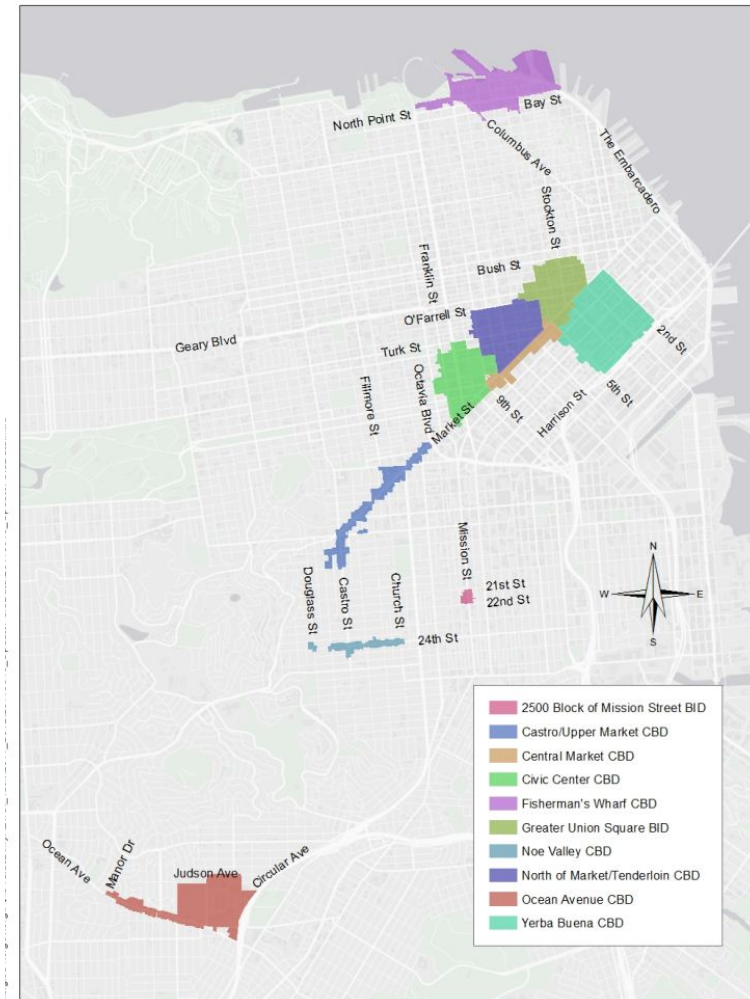 North Point St
Bay St
Columbus Ave
The Embarcadero
Stockton St
Bush St
Franklin St
O'Farrell St
Geary Blvd
Turk St
2nd St
5th St
Fillmore St
Octavia Blvd
Market St
9th St
Harrison St
Mission St
21st St
22nd St
Douglass St
Castro St
Church St
24th St
N
W
E
S
2500 Block of Mission Street BID
Castro/Upper Market CBD
Central Market CBD
Civic Center CBD
Fisherman's Wharf CBD
Greater Union Square BID
Noe Valley CBD
North of Market/Tenderloin CBD
Ocean Avenue CBD
Yerba Buena CBD
Ocean Ave
Manor Dr
Judson Ave
Circular Ave